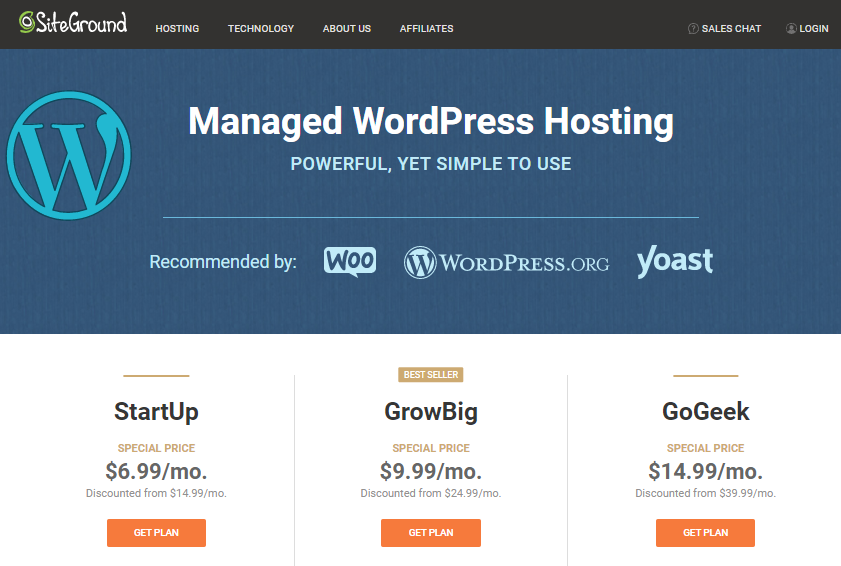 SiteGround HOSTING TECHNOLOGY ABOUT US AFFILIATES SALES CHAT LOGIN
Managed WordPress Hosting
POWERFUL, YET SIMPLE TO USE
Recommended by: WOO WORDPRESS.ORG yoast
BEST SELLER
StartUp GrowBig GoGeek
SPECIAL PRICE SPECIAL PRICE SPECIAL PRICE
$6.99/mo. $9.99/mo. $14.99/mo.
Discounted from $14.99/mo. Discounted from $24.99/mo. Discounted from $39.99/mo.
GET PLAN GET PLAN GET PLAN